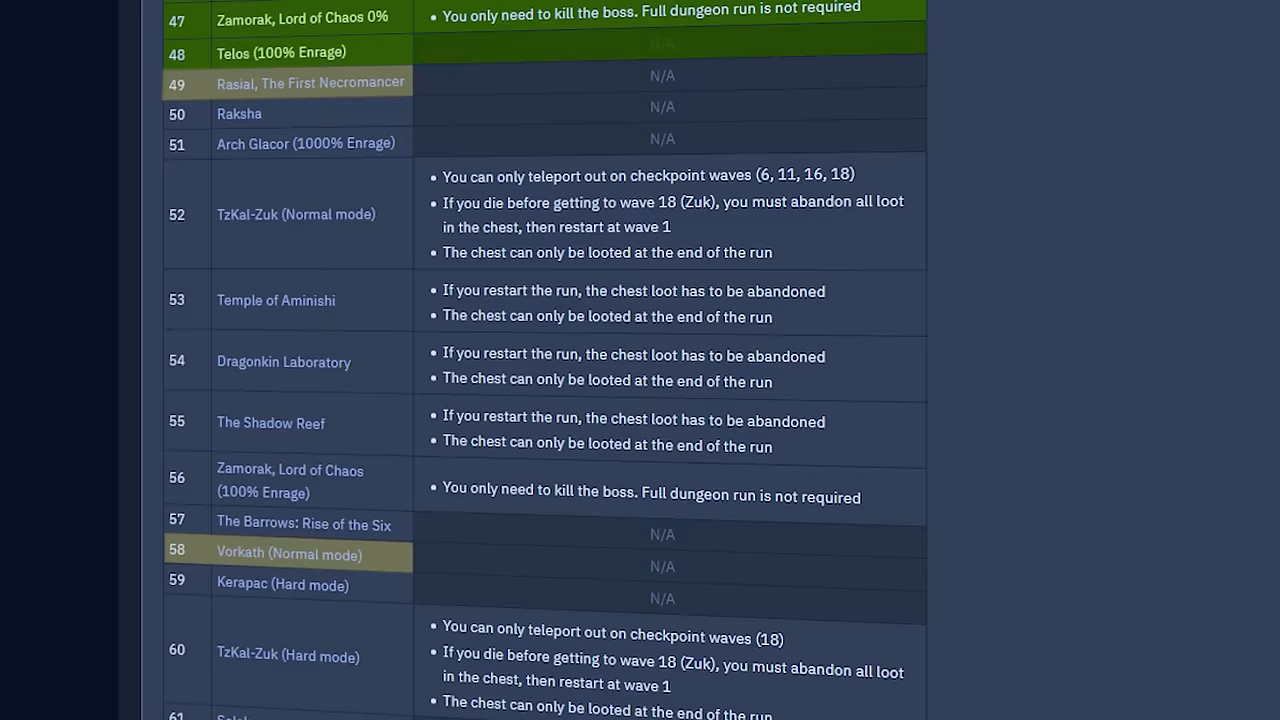 47 Zamorak, Lord of Chaos 0% • You only need to kill the boss. Full dungeon run is not required
48 Telos (100% Enrage) N/A
49 Rasial, The First Necromancer N/A
50 Raksha N/A
51 Arch Glacor (1000% Enrage) N/A
• You can only teleport out on checkpoint waves (6, 11, 16, 18)
52 TzKal-Zuk (Normal mode) • If you die before getting to wave 18 (Zuk), you must abandon all loot
in the chest, then restart at wave 1
• The chest can only be looted at the end of the run
53 Temple of Aminishi • If you restart the run, the chest loot has to be abandoned
• The chest can only be looted at the end of the run
54 Dragonkin Laboratory • If you restart the run, the chest loot has to be abandoned
• The chest can only be looted at the end of the run
55 The Shadow Reef • If you restart the run, the chest loot has to be abandoned
• The chest can only be looted at the end of the run
56 Zamorak, Lord of Chaos
(100% Enrage) • You only need to kill the boss. Full dungeon run is not required
57 The Barrows: Rise of the Six N/A
58 Vorkath (Normal mode) N/A
59 Kerapac (Hard mode) N/A
• You can only teleport out on checkpoint waves (18)
60 TzKal-Zuk (Hard mode) • If you die before getting to wave 18 (Zuk), you must abandon all loot
in the chest, then restart at wave 1
• The chest can only be looted at the end of the run
61